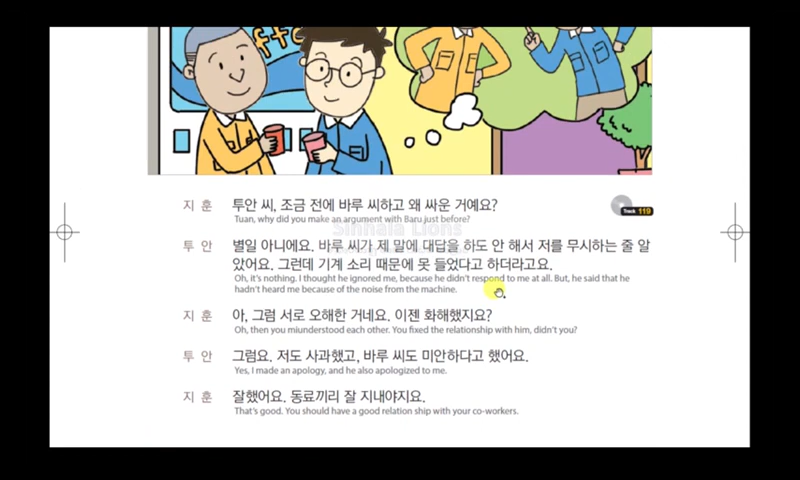 ffe
지 훈 투안 씨, 조금 전에 바루 씨하고 왜 싸운 거예요?
Track 119
Tuan, why did you make an argument with Baru just before?
Sinhala Lions
투 안 별일 아니에요. 바루 씨가 제 말에 대답을 하도 안 해서 저를 무시하는 줄 알
았어요. 그런데 기계 소리 때문에 못 들었다고 하더라고요.
Oh, it's nothing. I thought he ignored me, because he didn't respond to me at all. But, he said that he
hadn't heard me because of the noise from the machine.
지 훈 아, 그럼 서로 오해한 거네요. 이젠 화해했지요?
Oh, then you miunderstood each other. You fixed the relationship with him, didn't you?
투 안 그럼요. 저도 사과했고, 바루 씨도 미안하다고 했어요.
Yes, I made an apology, and he also apologized to me.
지 훈 잘했어요. 동료끼리 잘 지내야지요.
That's good. You should have a good relation ship with your co-workers.